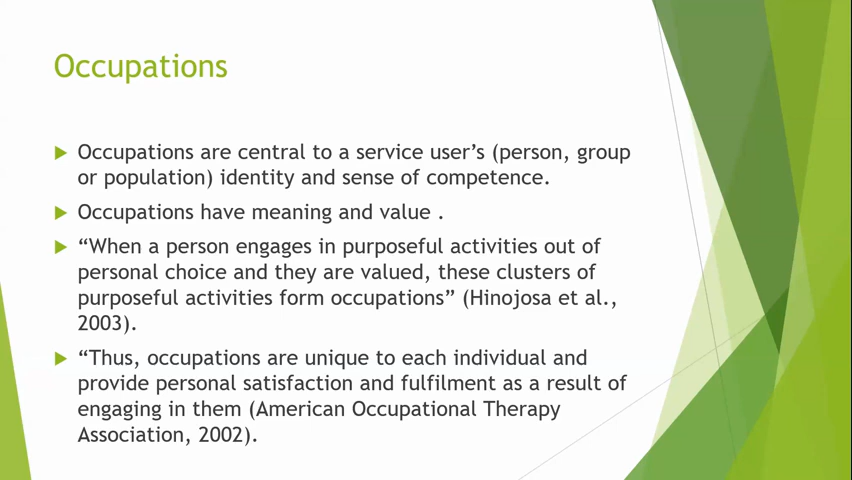 Occupations
Occupations are central to a service user’s (person, group
or population) identity and sense of competence.
Occupations have meaning and value .
“When a person engages in purposeful activities out of
personal choice and they are valued, these clusters of
purposeful activities form occupations” (Hinojosa et al.,
2003).
“Thus, occupations are unique to each individual and
provide personal satisfaction and fulfilment as a result of
engaging in them (American Occupational Therapy
Association, 2002).